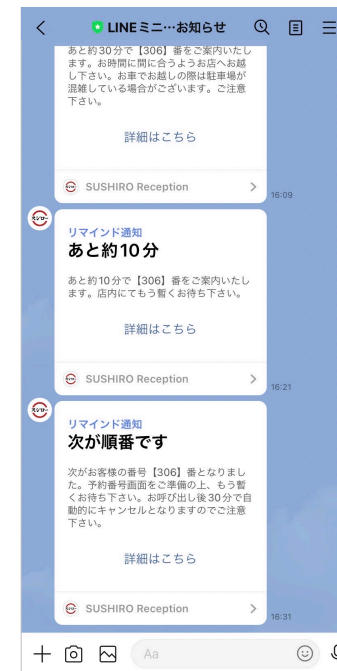 LINEミニ…お知らせ
あと約30分で【306】番をご案内いたし
ます。お時間に間に合うようお店へお越
し下さい。お車でお越しの際は駐車場が
混雑している場合がございます。ご注意
下さい。
詳細はこちら
SUSHIRO Reception
16:09
スシロー
リマインド通知
あと約10分
あと約10分で【306】番をご案内いたし
ます。店内にてもう暫くお待ち下さい。
詳細はこちら
SUSHIRO Reception
16:21
スシロー
リマインド通知
次が順番です
次がお客様の番号【306】番となりまし
た。予約番号画面をご準備の上、もう暫
くお待ち下さい。お呼び出し後30分で自
動的にキャンセルとなりますのでご注意
下さい。
詳細はこちら
SUSHIRO Reception
16:31
Aa